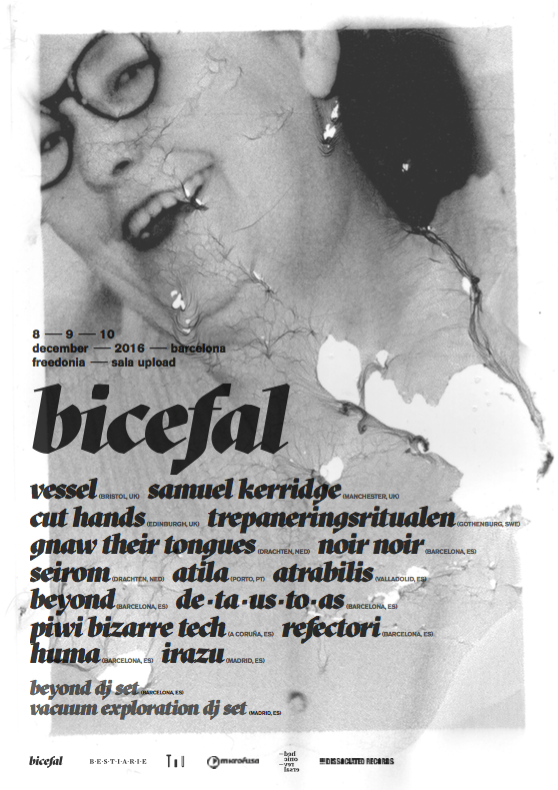 8 — 9 — 10
december — 2016 — barcelona
freedonia — sala upload
bicefal
vessel (BRISTOL, UK) samuel kerridge (MANCHESTER, UK)
cut hands (EDINBURGH, UK) trepaneringsritualen (GOTHENBURG, SWE)
gnaw their tongues (DRACHTEN, NED) noir noir (BARCELONA, ES)
seirom (DRACHTEN, NED) atila (PORTO, PT) atrabilis (VALLADOLID, ES)
beyond (BARCELONA, ES) de·ta·us·to·as (BARCELONA, ES)
piwi bizarre tech (A CORUÑA, ES) refectori (BARCELONA, ES)
huma (BARCELONA, ES) irazu (MADRID, ES)
beyond dj set (BARCELONA, ES)
vacuum exploration dj set (MADRID, ES)
bicefal B·E·S·T·I·A·R·I·E microfusa DISSOCIATED RECORDS